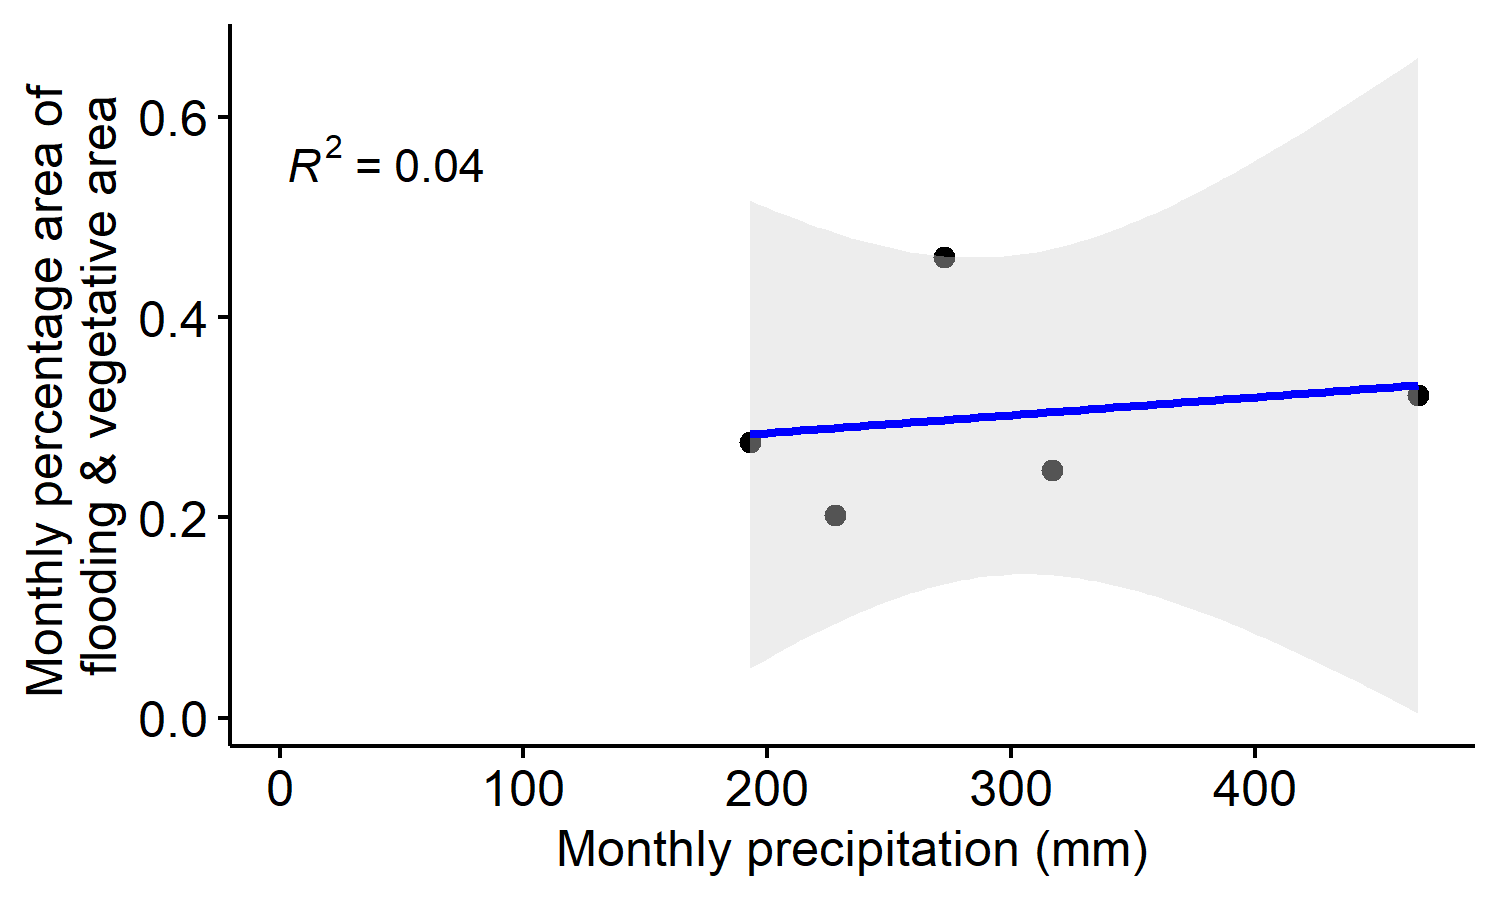 Monthly percentage area of
flooding & vegetative area
0.6
0.4
0.2
0.0
R² = 0.04
0 100 200 300 400
Monthly precipitation (mm)